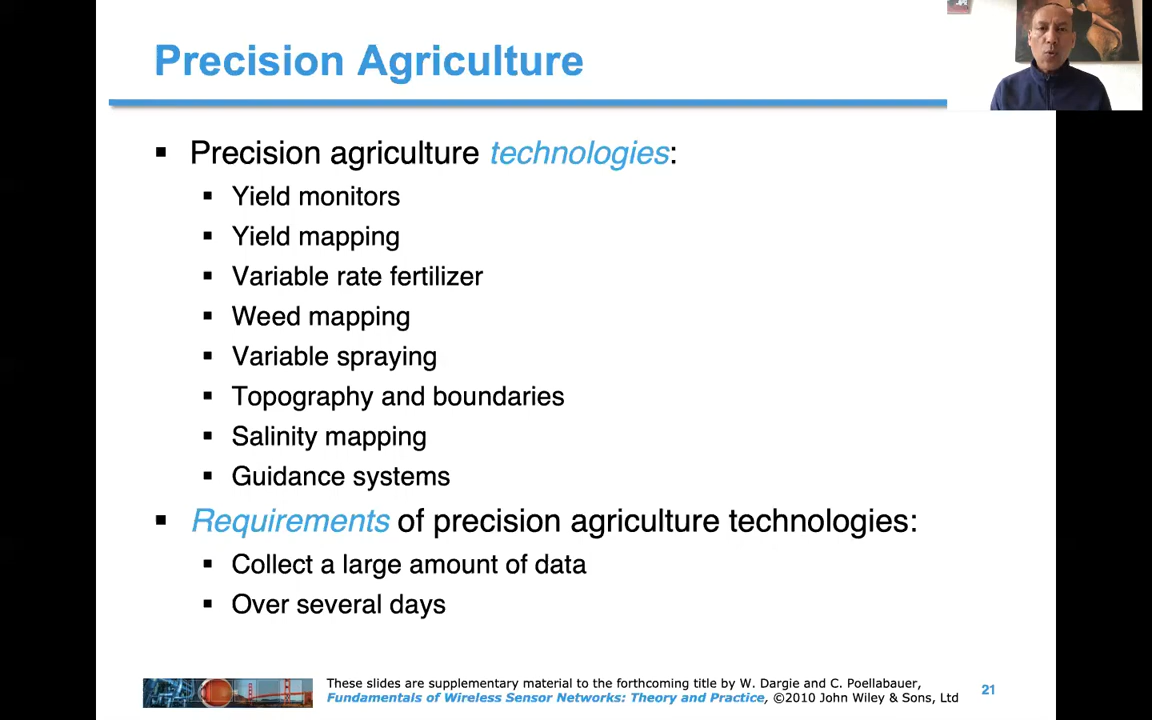 Precision Agriculture
Precision agriculture technologies:
Yield monitors
Yield mapping
Variable rate fertilizer
Weed mapping
Variable spraying
Topography and boundaries
Salinity mapping
Guidance systems
Requirements of precision agriculture technologies:
Collect a large amount of data
Over several days
These slides are supplementary material to the forthcoming title by W. Dargie and C. Poellabauer,
Fundamentals of Wireless Sensor Networks: Theory and Practice, ©2010 John Wiley & Sons, Ltd
21